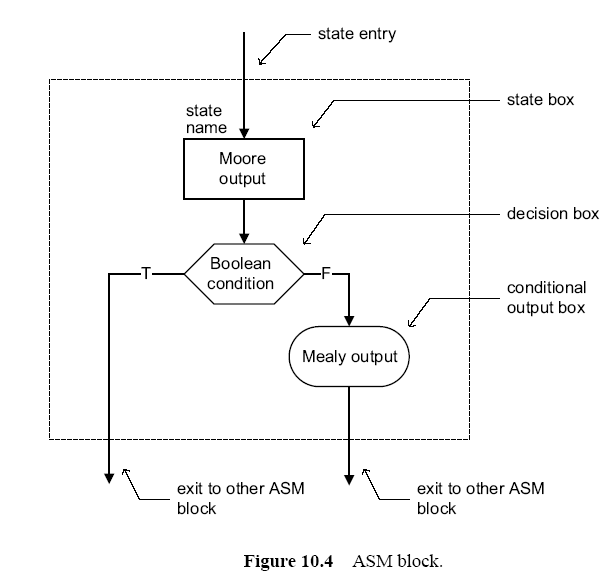 state entry
state box
state
name
Moore
output
decision box
Boolean
condition
T
F
conditional
output box
Mealy output
exit to other ASM
block
exit to other ASM
block
Figure 10.4 ASM block.